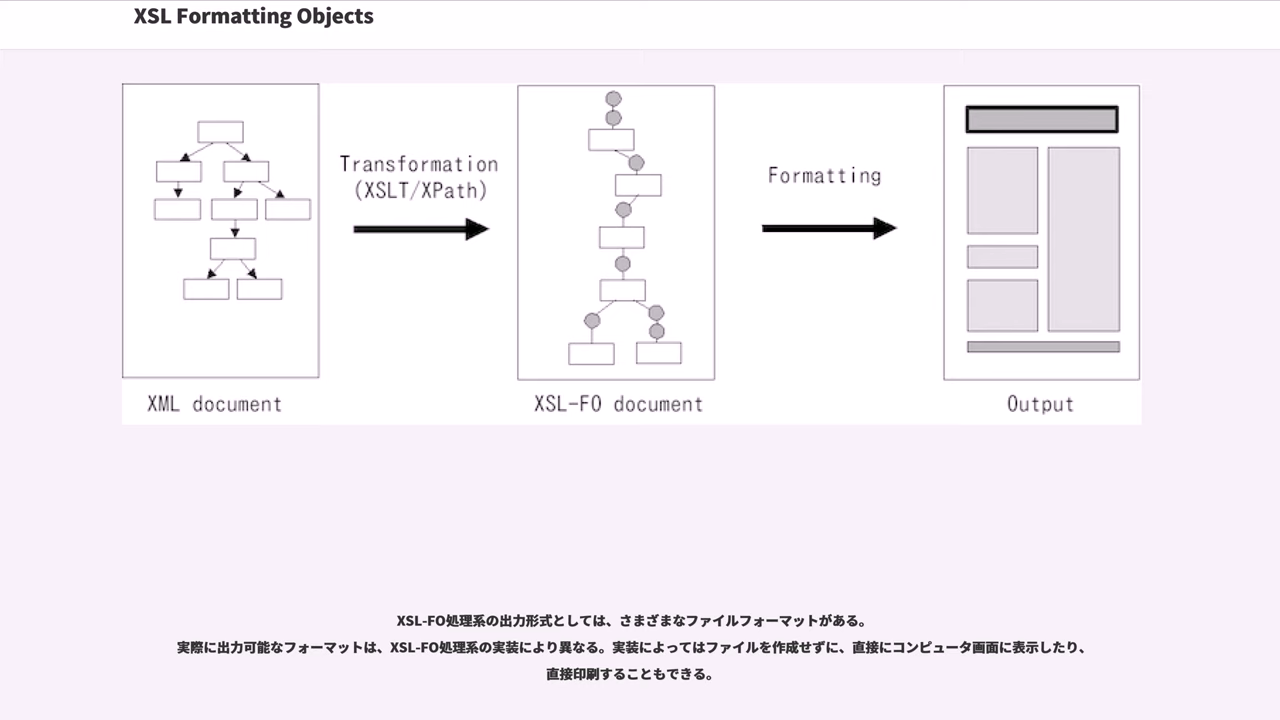 XSL Formatting Objects
Transformation
(XSLT/XPath)
Formatting
XML document
XSL-FO document
Output
XSL-FO処理系の出力形式としては、さまざまなファイルフォーマットがある。
実際に出力可能なフォーマットは、XSL-FO処理系の実装により異なる。実装によってはファイルを作成せずに、直接にコンピュータ画面に表示したり、
直接印刷することもできる。